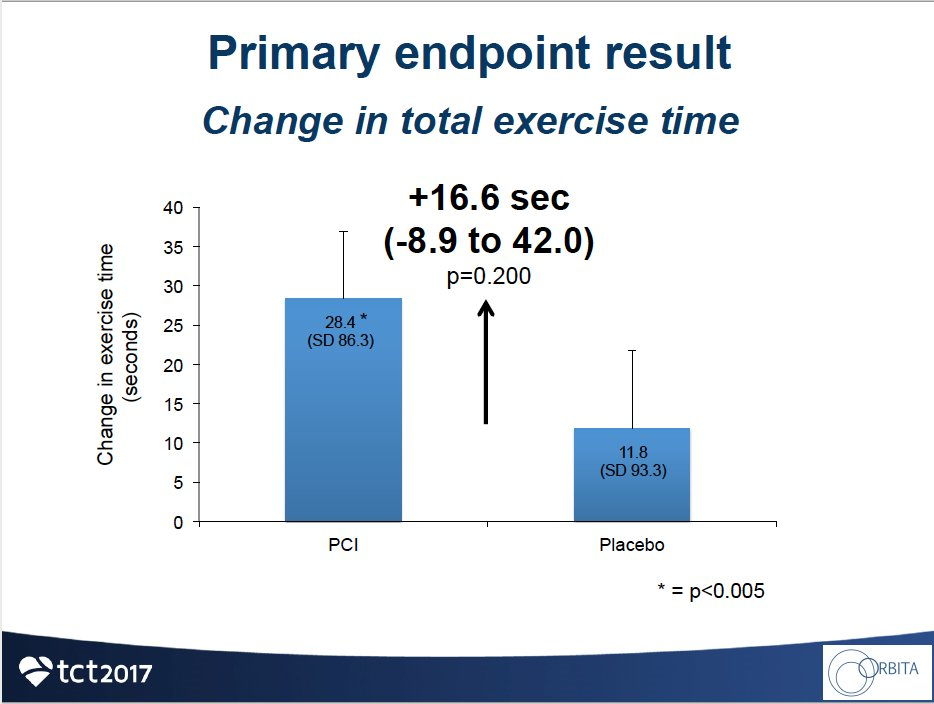 Primary endpoint result
Change in total exercise time
+16.6 sec
(-8.9 to 42.0)
p=0.200
Change in exercise time
(seconds)
40
35
30
25
20
15
10
5
0
28.4 *
(SD 86.3)
11.8
(SD 93.3)
PCI
Placebo
* = p<0.005
tct2017
ORBITA